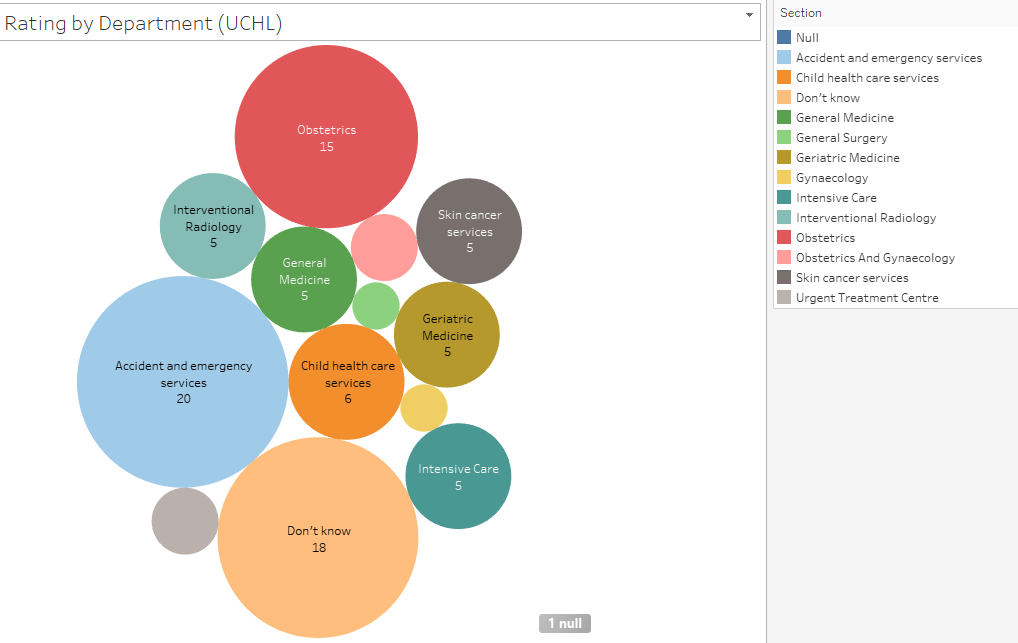 Rating by Department (UCHL)
Obstetrics
15
Interventional
Radiology
5
Skin cancer
services
5
General
Medicine
5
Geriatric
Medicine
5
Accident and emergency
services
20
Child health care
services
6
Intensive Care
5
Don't know
18
1 null
Section
Null
Accident and emergency services
Child health care services
Don't know
General Medicine
General Surgery
Geriatric Medicine
Gynaecology
Intensive Care
Interventional Radiology
Obstetrics
Obstetrics And Gynaecology
Skin cancer services
Urgent Treatment Centre